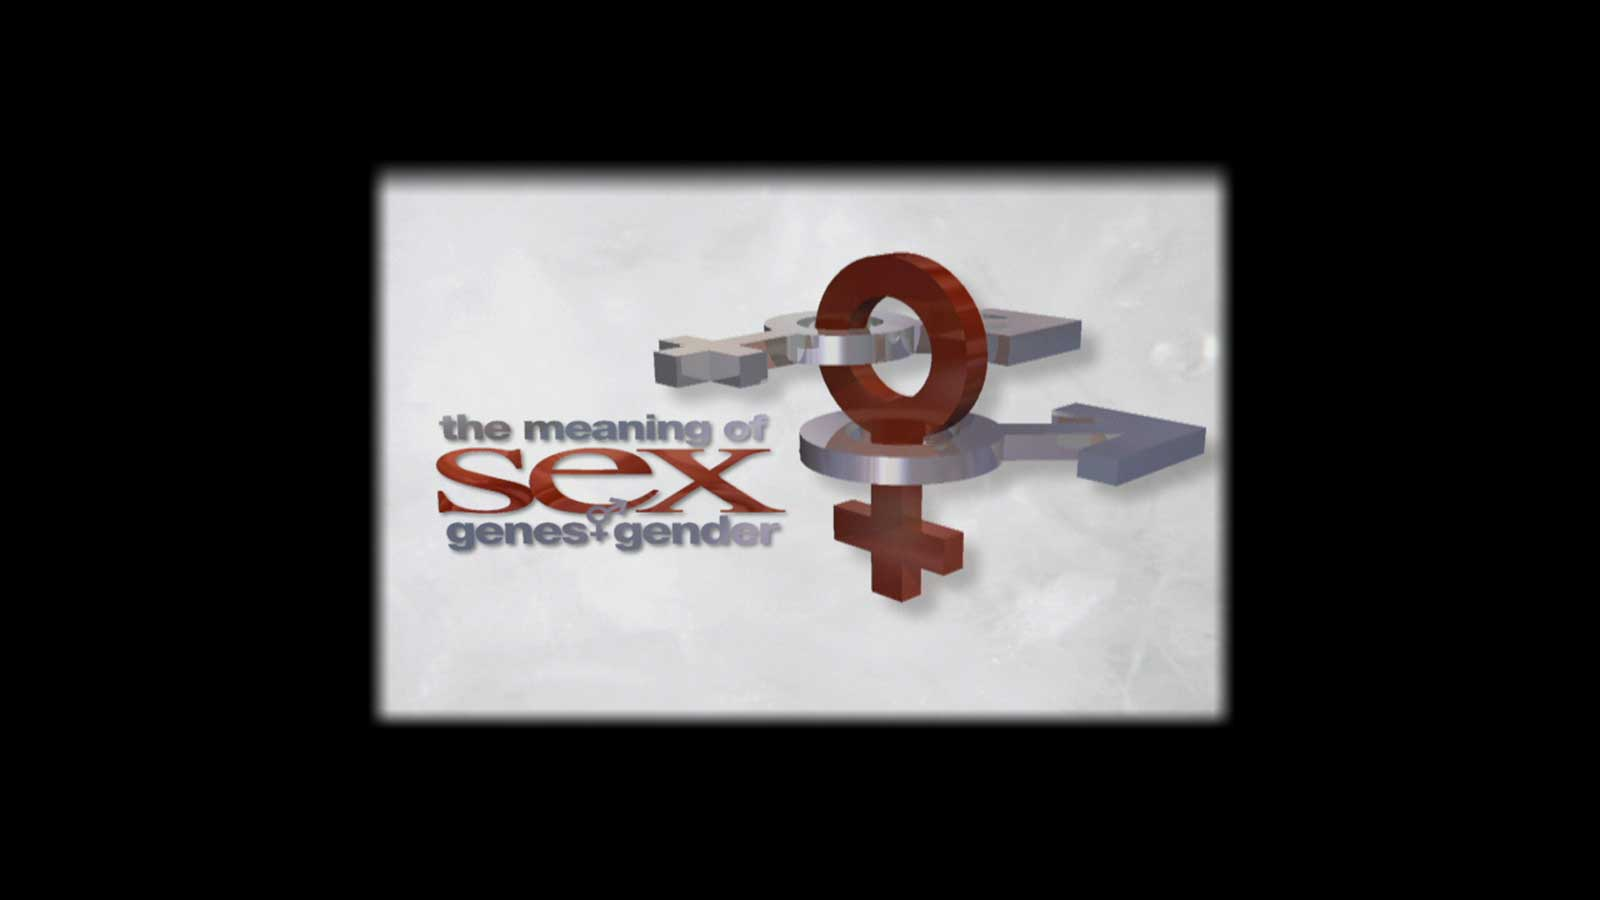 the meaning of
sex
genes⚥gender